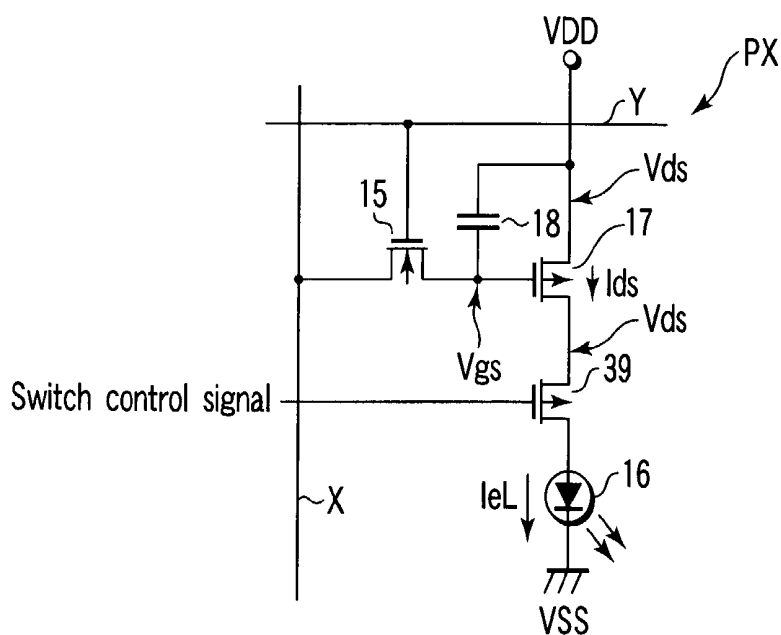 VDD
PX
Y
Vds
15
18
17
Ids
Vds
Vgs
39
Switch control signal
16
IeL
X
VSS